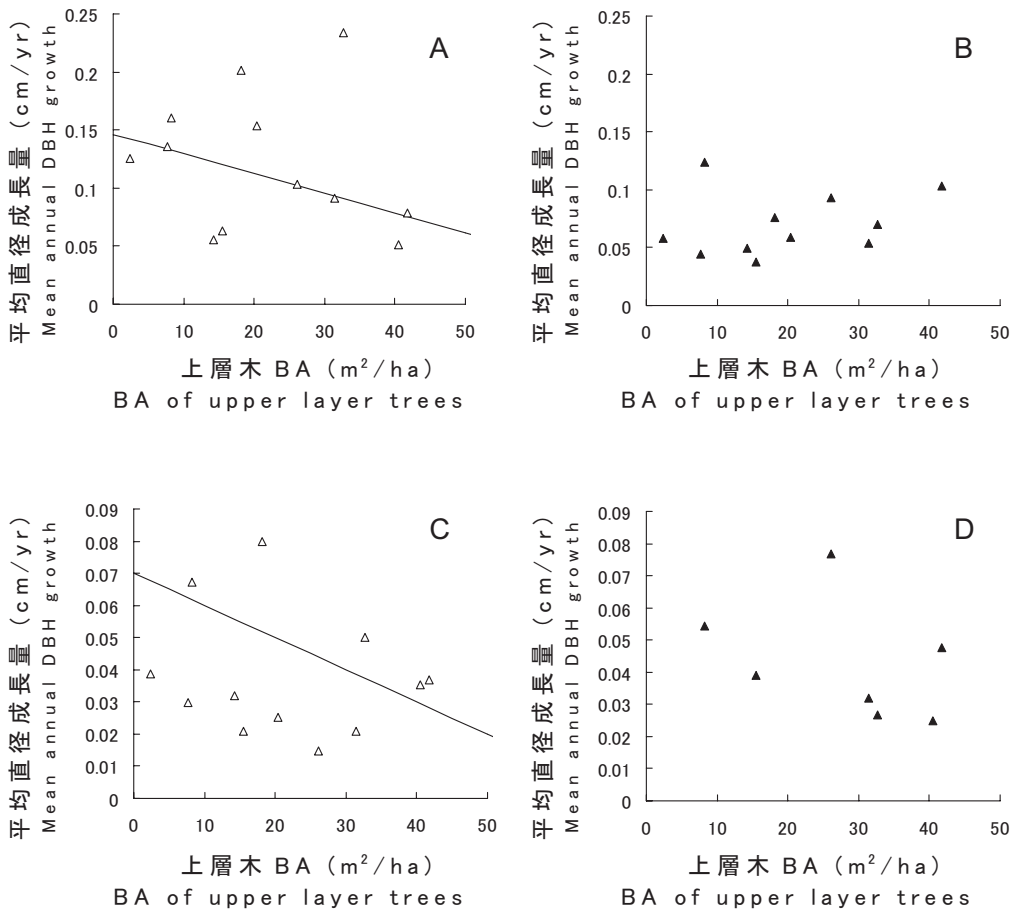 A
平均直径成長量 (cm/yr)
Mean annual DBH growth
0.25
0.2
0.15
0.1
0.05
0
0 10 20 30 40 50
上層木 BA (m²/ha)
BA of upper layer trees
B
平均直径成長量 (cm/yr)
Mean annual DBH growth
0.25
0.2
0.15
0.1
0.05
0
0 10 20 30 40 50
上層木 BA (m²/ha)
BA of upper layer trees
C
平均直径成長量 (cm/yr)
Mean annual DBH growth
0.09
0.08
0.07
0.06
0.05
0.04
0.03
0.02
0.01
0
0 10 20 30 40 50
上層木 BA (m²/ha)
BA of upper layer trees
D
平均直径成長量 (cm/yr)
Mean annual DBH growth
0.09
0.08
0.07
0.06
0.05
0.04
0.03
0.02
0.01
0
0 10 20 30 40 50
上層木 BA (m²/ha)
BA of upper layer trees